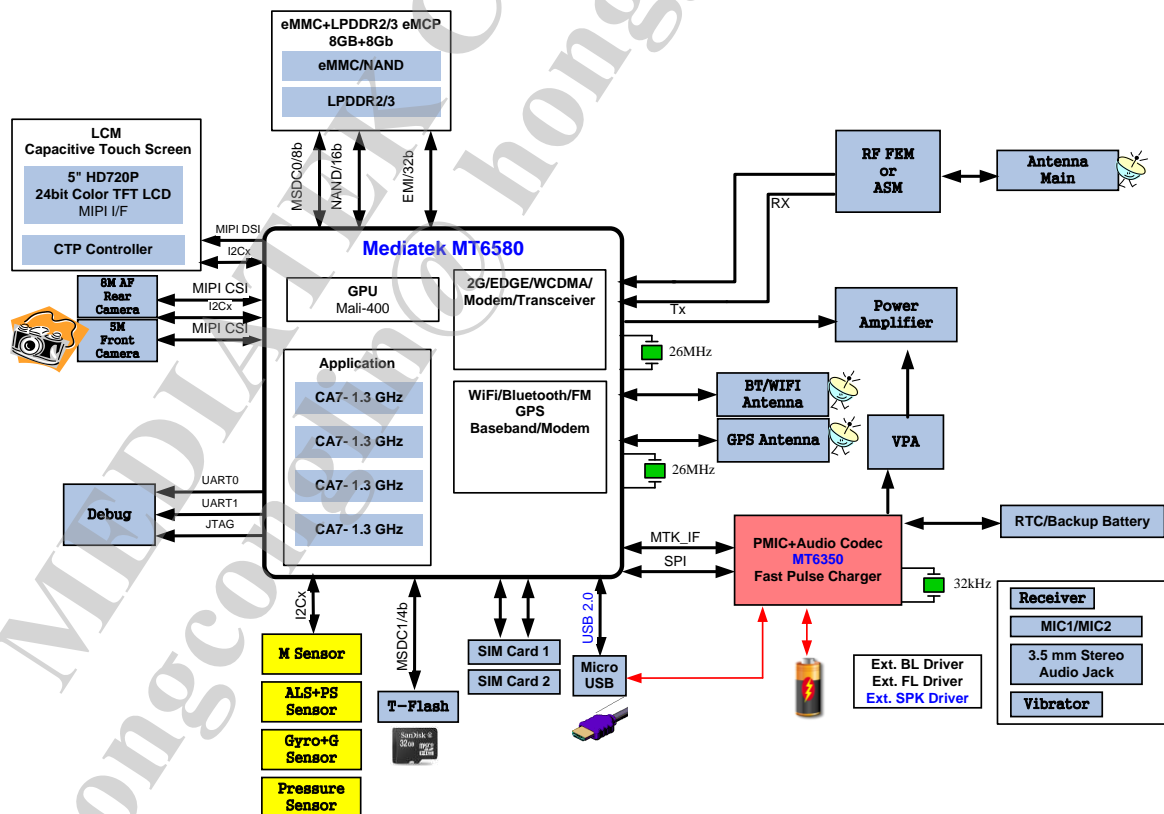 eMMC+LPDDR2/3 eMCP
8GB+8Gb
eMMC/NAND
LPDDR2/3
MSDC0/8b
NAND/16b
EMI/32b
LCM
Capacitive Touch Screen
5" HD720P
24bit Color TFT LCD
MIPI I/F
CTP Controller
MIPI DSI
I2Cx
8M AF
Rear
Camera
5M
Front
Camera
MIPI CSI
I2Cx
MIPI CSI
Mediatek MT6580
GPU
Mali-400
Application
CA7- 1.3 GHz
CA7- 1.3 GHz
CA7- 1.3 GHz
CA7- 1.3 GHz
2G/EDGE/WCDMA/
Modem/Transceiver
WiFi/Bluetooth/FM
GPS
Baseband/Modem
RF FEM
or
ASM
Antenna
Main
RX
Tx
Power
Amplifier
26MHz
BT/WIFI
Antenna
GPS Antenna
26MHz
VPA
Debug
UART0
UART1
JTAG
MTK_IF
SPI
PMIC+Audio Codec
MT6350
Fast Pulse Charger
RTC/Backup Battery
32kHz
I2Cx
M Sensor
ALS+PS
Sensor
Gyro+G
Sensor
Pressure
Sensor
MSDC1/4b
T-Flash
SanDisk
32GB
SIM Card 1
SIM Card 2
USB 2.0
Micro
USB
Ext. BL Driver
Ext. FL Driver
Ext. SPK Driver
Receiver
MIC1/MIC2
3.5 mm Stereo
Audio Jack
Vibrator
MEDIATEK C
ongconglin@hong